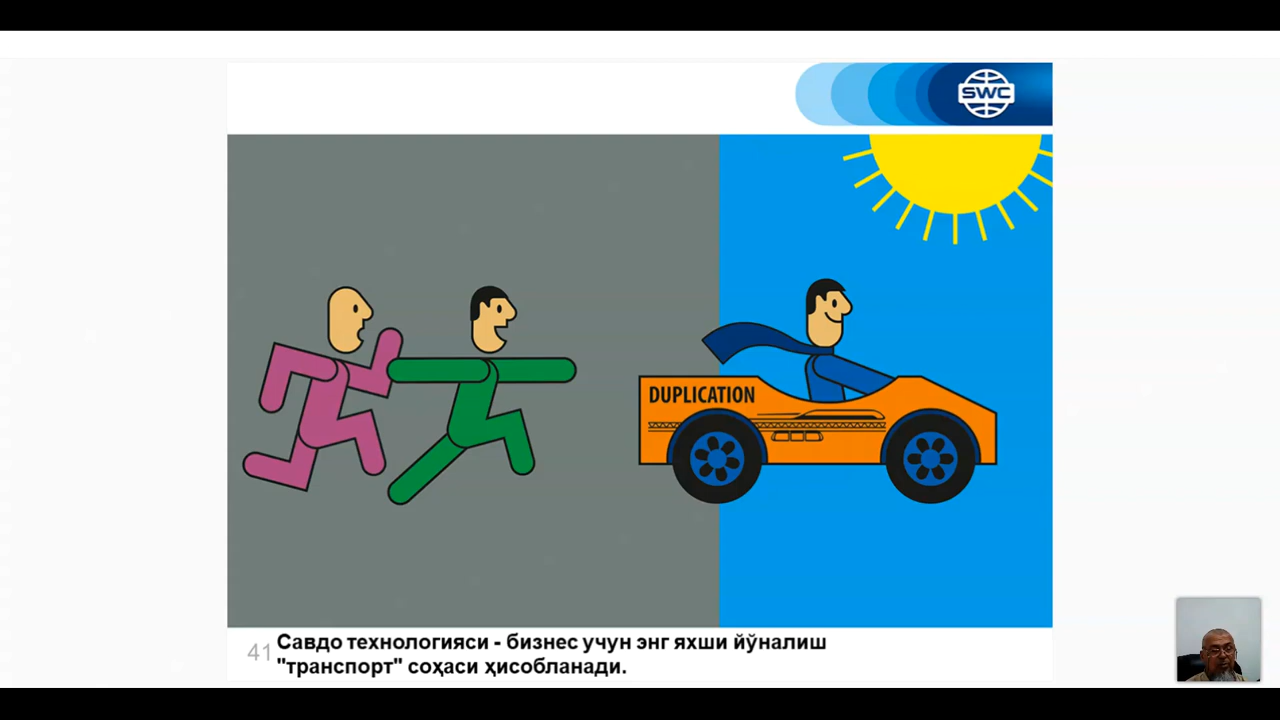 SWC
DUPLICATION
41
Савдо технологияси - бизнес учун энг яхши йўналиш
"транспорт" соҳаси ҳисобланади.